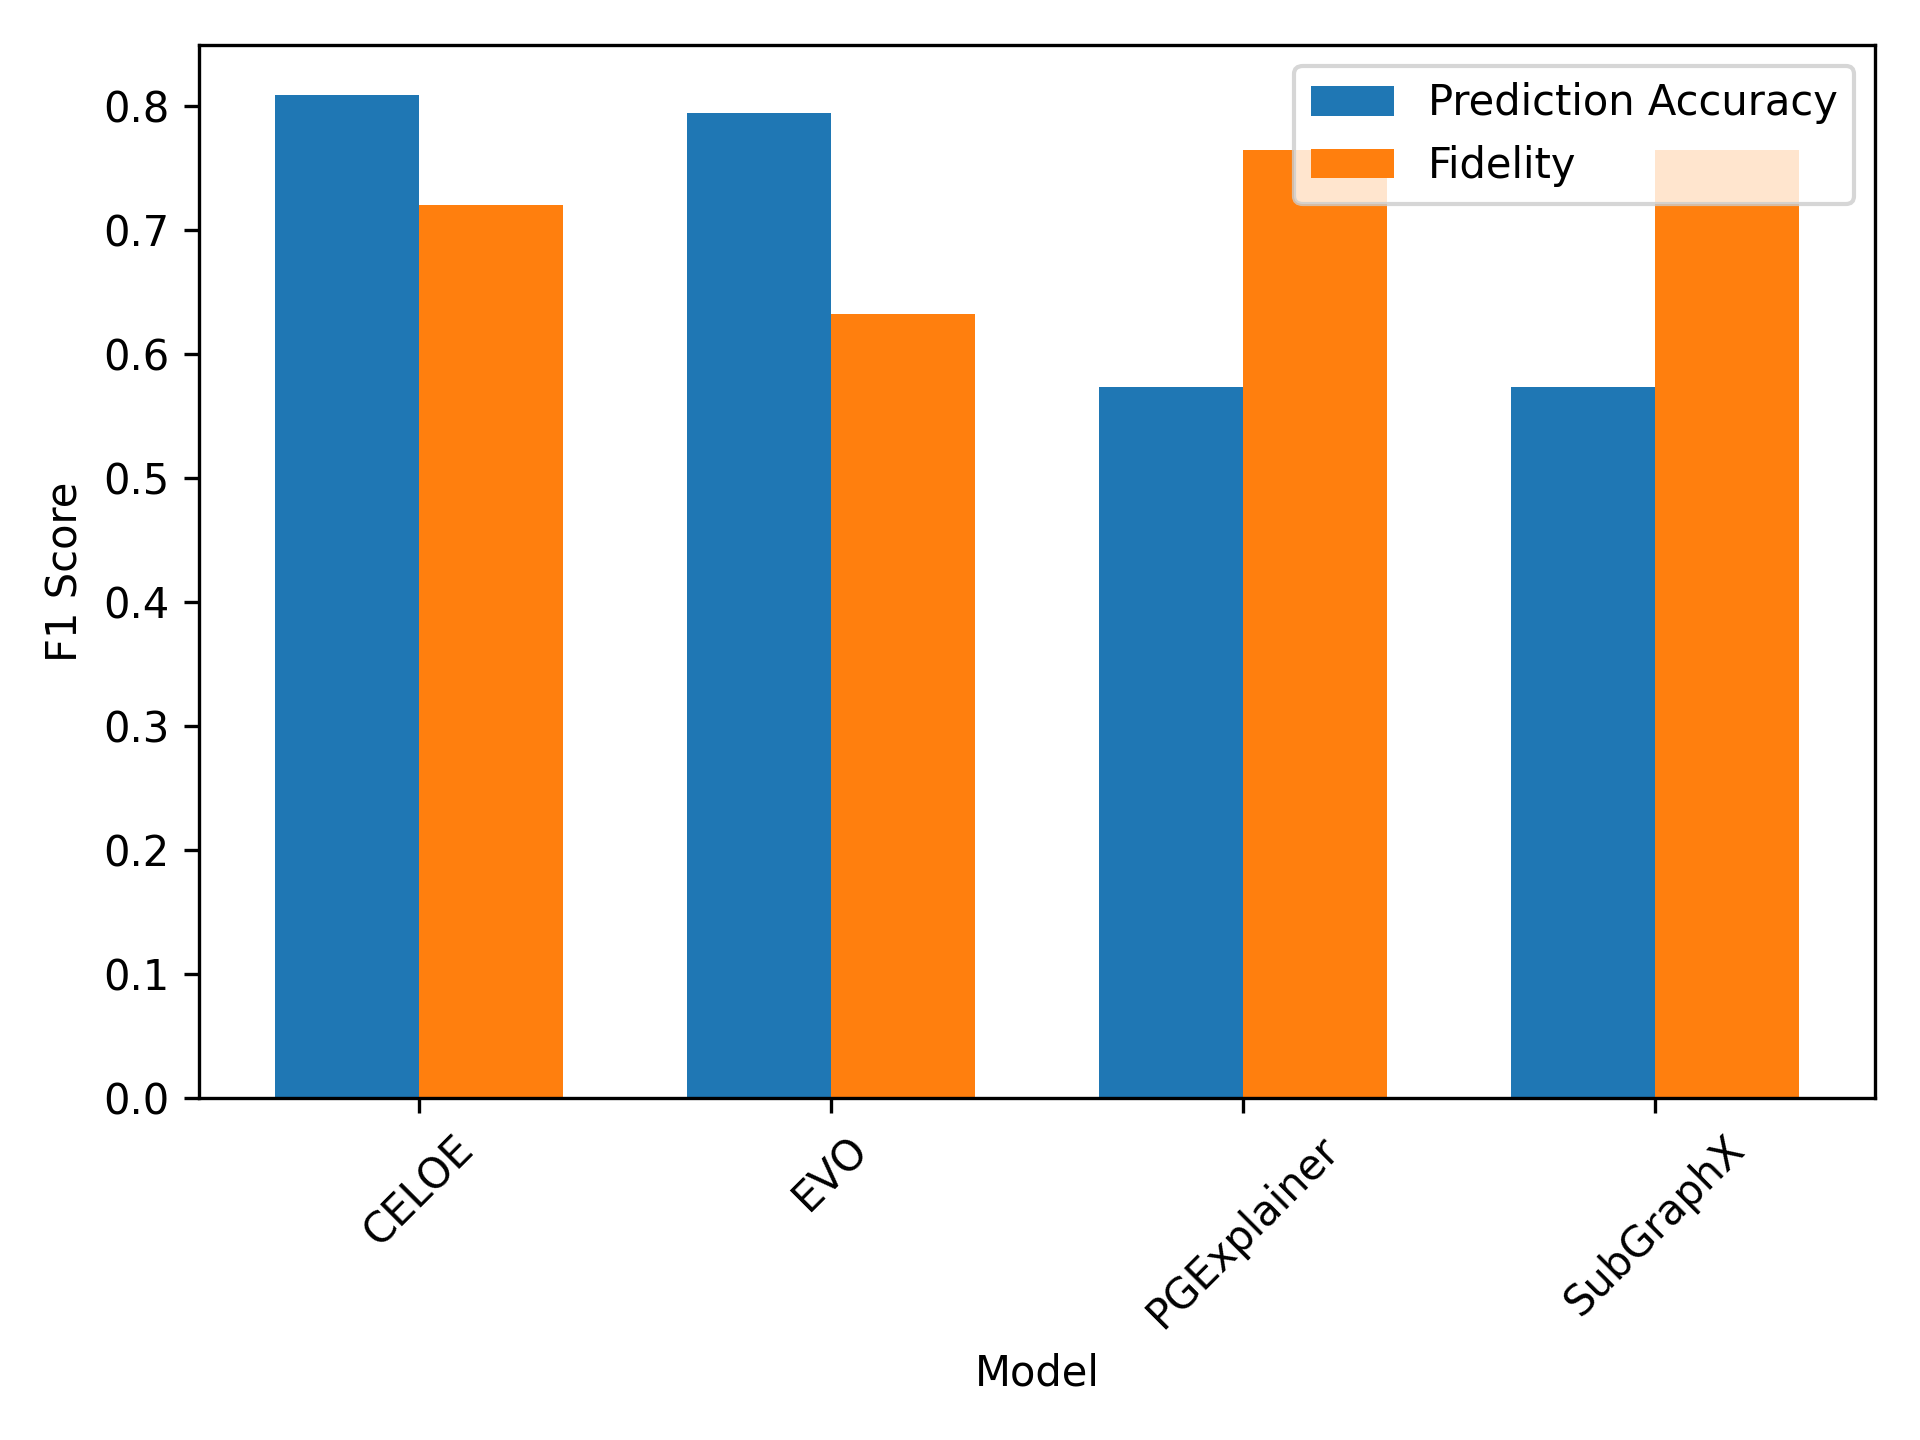 Prediction Accuracy
Fidelity
F1 Score
0.8
0.7
0.6
0.5
0.4
0.3
0.2
0.1
0.0
CELOE
EVO
PGExplainer
SubGraphX
Model